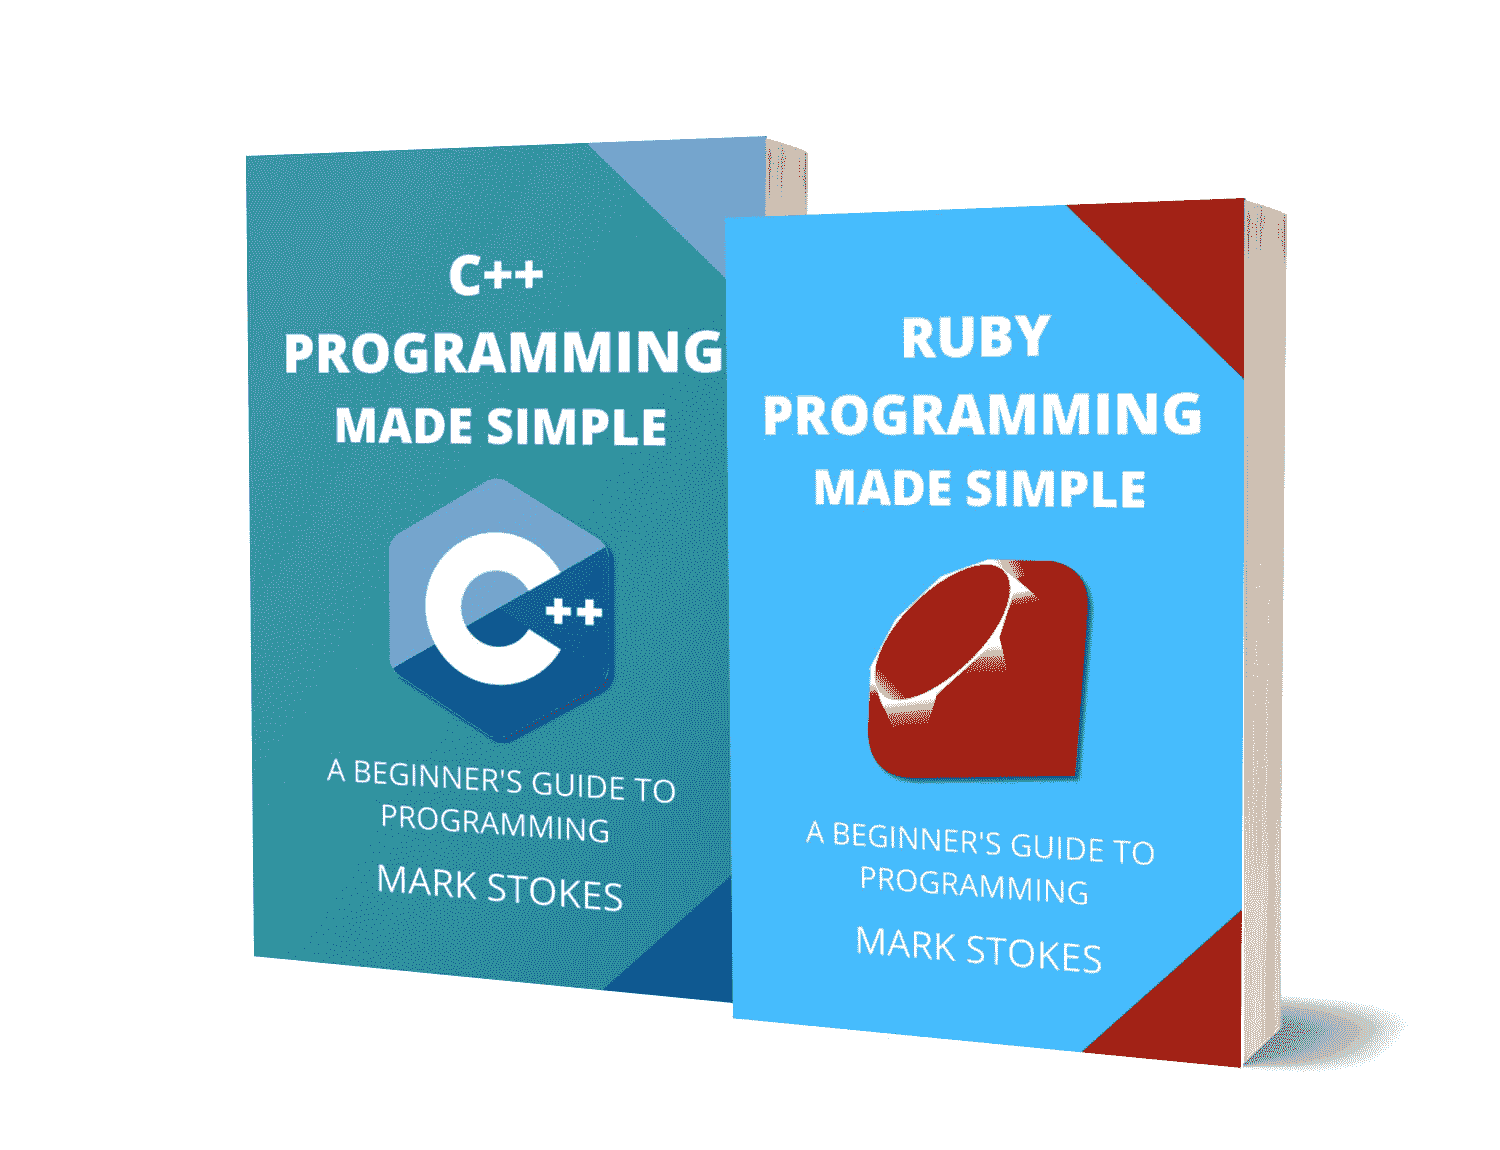 C++
PROGRAMMING
MADE SIMPLE
C++
A BEGINNER'S GUIDE TO
PROGRAMMING
MARK STOKES
RUBY
PROGRAMMING
MADE SIMPLE
A BEGINNER'S GUIDE TO
PROGRAMMING
MARK STOKES